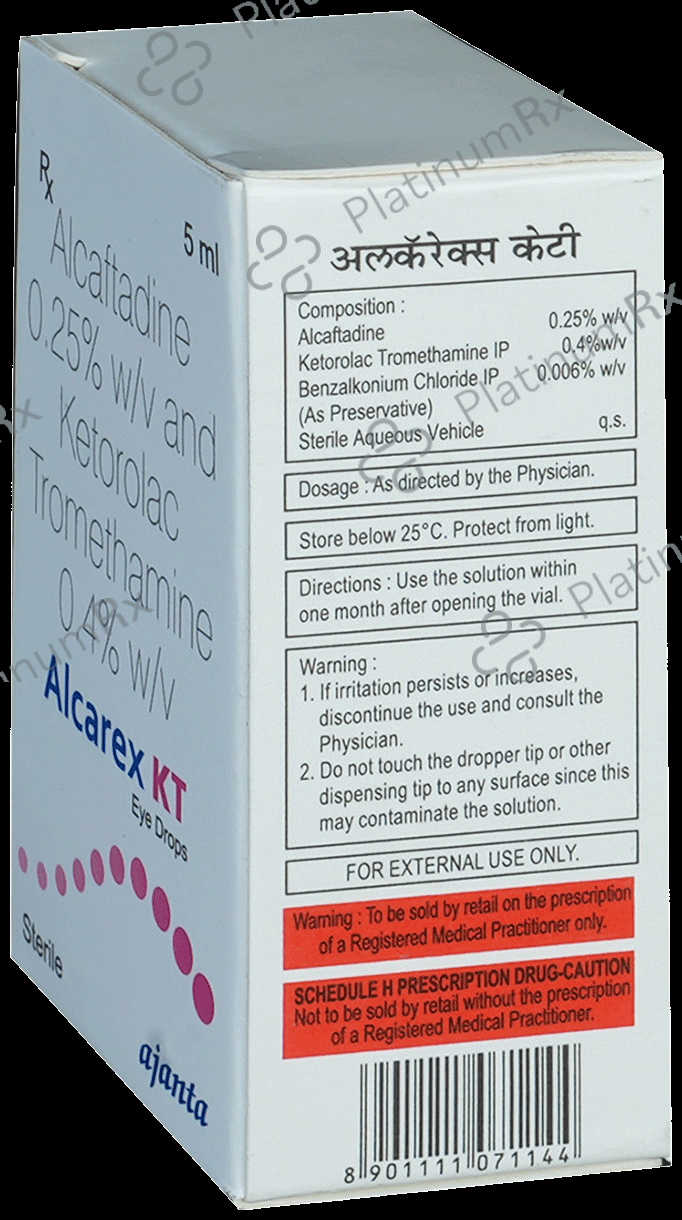 Rx
5 ml
Alcaftadine
0.25% w/v and
Ketorolac
Tromethamine
0.4% w/v
Alcarex KT
Eye Drops
Sterile
ajanta
अलकॅरेक्स केटी
Composition :
Alcaftadine 0.25% w/v
Ketorolac Tromethamine IP 0.4%w/v
Benzalkonium Chloride IP 0.006% w/v
(As Preservative)
Sterile Aqueous Vehicle q.s.
Dosage : As directed by the Physician.
Store below 25°C. Protect from light.
Directions : Use the solution within
one month after opening the vial.
Warning :
1. If irritation persists or increases,
discontinue the use and consult the
Physician.
2. Do not touch the dropper tip or other
dispensing tip to any surface since this
may contaminate the solution.
FOR EXTERNAL USE ONLY.
Warning : To be sold by retail on the prescription
of a Registered Medical Practitioner only.
SCHEDULE H PRESCRIPTION DRUG-CAUTION
Not to be sold by retail without the prescription
of a Registered Medical Practitioner.
8 901111 071144
PlatinumRx
PlatinumRx